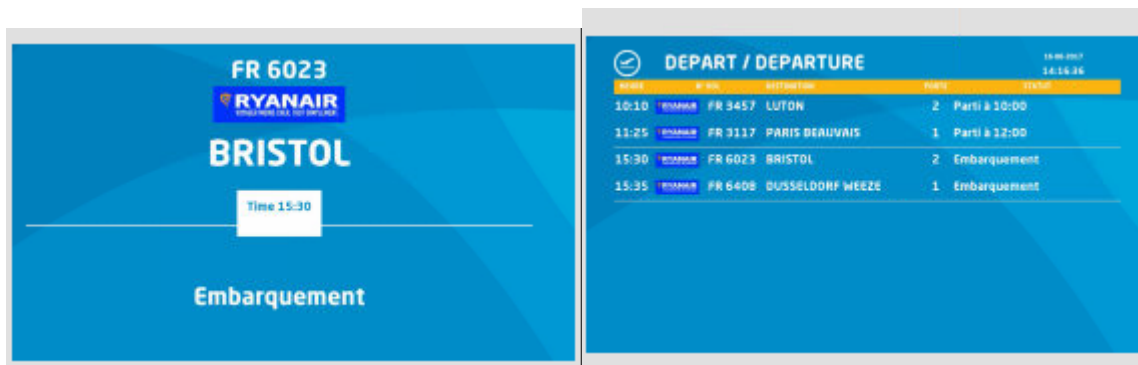 FR 6023
RYANAIR
BRISTOL
Time 15:30
Embarquement
DEPART / DEPARTURE
14:16:36
10:10 RYANAIR FR 3457 LUTON 2 Parti à 10:00
11:25 RYANAIR FR 3117 PARIS BEAUVAIS 1 Parti à 12:00
15:30 RYANAIR FR 6023 BRISTOL 2 Embarquement
15:35 RYANAIR FR 6408 DUSSELDORF WEEZE 1 Embarquement